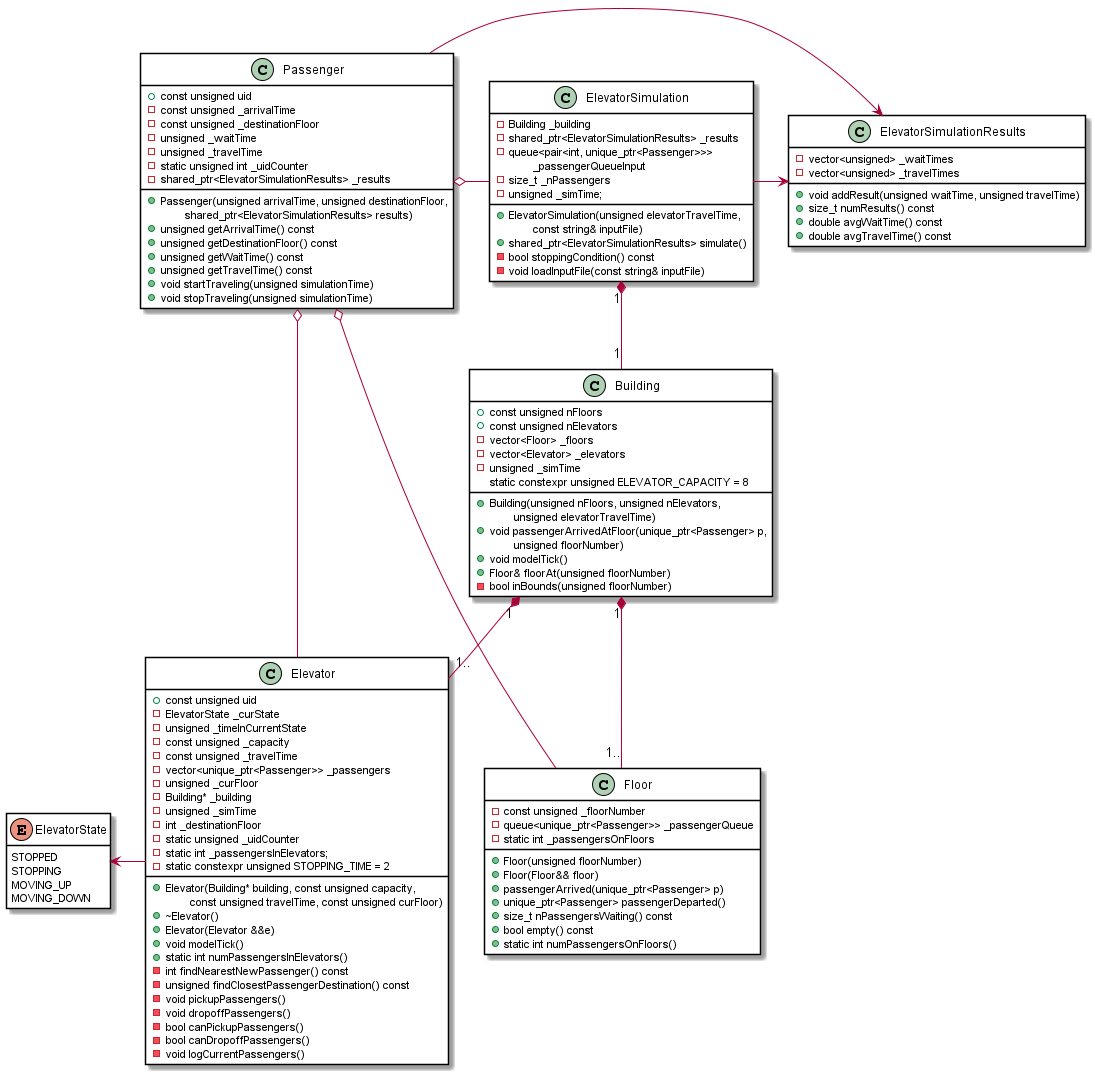 C Passenger
const unsigned uid
const unsigned _arrivalTime
const unsigned _destinationFloor
unsigned _waitTime
unsigned _travelTime
static unsigned int _uidCounter
shared_ptr<ElevatorSimulationResults> _results
Passenger(unsigned arrivalTime, unsigned destinationFloor,
shared_ptr<ElevatorSimulationResults> results)
unsigned getArrivalTime() const
unsigned getDestinationFloor() const
unsigned getWaitTime() const
unsigned getTravelTime() const
void startTraveling(unsigned simulationTime)
void stopTraveling(unsigned simulationTime)
C ElevatorSimulation
Building _building
shared_ptr<ElevatorSimulationResults> _results
queue<pair<int, unique_ptr<Passenger>>>
_passengerQueueInput
size_t _nPassengers
unsigned _simTime;
ElevatorSimulation(unsigned elevatorTravelTime,
const string& inputFile)
shared_ptr<ElevatorSimulationResults> simulate()
bool stoppingCondition() const
void loadInputFile(const string& inputFile)
C ElevatorSimulationResults
vector<unsigned> _waitTimes
vector<unsigned> _travelTimes
void addResult(unsigned waitTime, unsigned travelTime)
size_t numResults() const
double avgWaitTime() const
double avgTravelTime() const
1
1
C Building
const unsigned nFloors
const unsigned nElevators
vector<Floor> _floors
vector<Elevator> _elevators
unsigned _simTime
static constexpr unsigned ELEVATOR_CAPACITY = 8
Building(unsigned nFloors, unsigned nElevators,
unsigned elevatorTravelTime)
void passengerArrivedAtFloor(unique_ptr<Passenger> p,
unsigned floorNumber)
void modelTick()
Floor& floorAt(unsigned floorNumber)
bool inBounds(unsigned floorNumber)
1
1
1..
1..
C Elevator
const unsigned uid
ElevatorState _curState
unsigned _timeInCurrentState
const unsigned _capacity
const unsigned _travelTime
vector<unique_ptr<Passenger>> _passengers
unsigned _curFloor
Building* _building
unsigned _simTime
int _destinationFloor
static unsigned _uidCounter
static int _passengersInElevators;
static constexpr unsigned STOPPING_TIME = 2
Elevator(Building* building, const unsigned capacity,
const unsigned travelTime, const unsigned curFloor)
~Elevator()
Elevator(Elevator &&e)
void modelTick()
static int numPassengersInElevators()
int findNearestNewPassenger() const
unsigned findClosestPassengerDestination() const
void pickupPassengers()
void dropoffPassengers()
bool canPickupPassengers()
bool canDropoffPassengers()
void logCurrentPassengers()
C Floor
const unsigned _floorNumber
queue<unique_ptr<Passenger>> _passengerQueue
static int _passengersOnFloors
Floor(unsigned floorNumber)
Floor(Floor&& floor)
passengerArrived(unique_ptr<Passenger> p)
unique_ptr<Passenger> passengerDeparted()
size_t nPassengersWaiting() const
bool empty() const
static int numPassengersOnFloors()
E ElevatorState
STOPPED
STOPPING
MOVING_UP
MOVING_DOWN